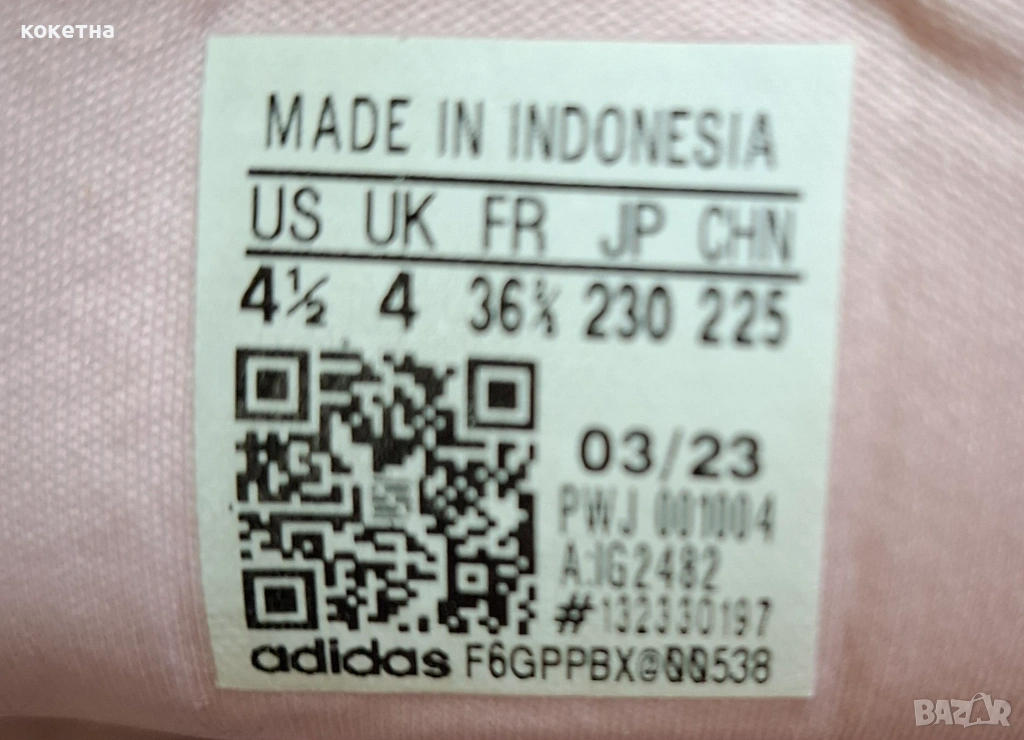 кокетна
MADE IN INDONESIA
US UK FR JP CHN
4½ 4 36⅔ 230 225
03/23
PWJ 001004
A:IG2482
#132330197
adidas F6GPPBX@00538
BAZAR